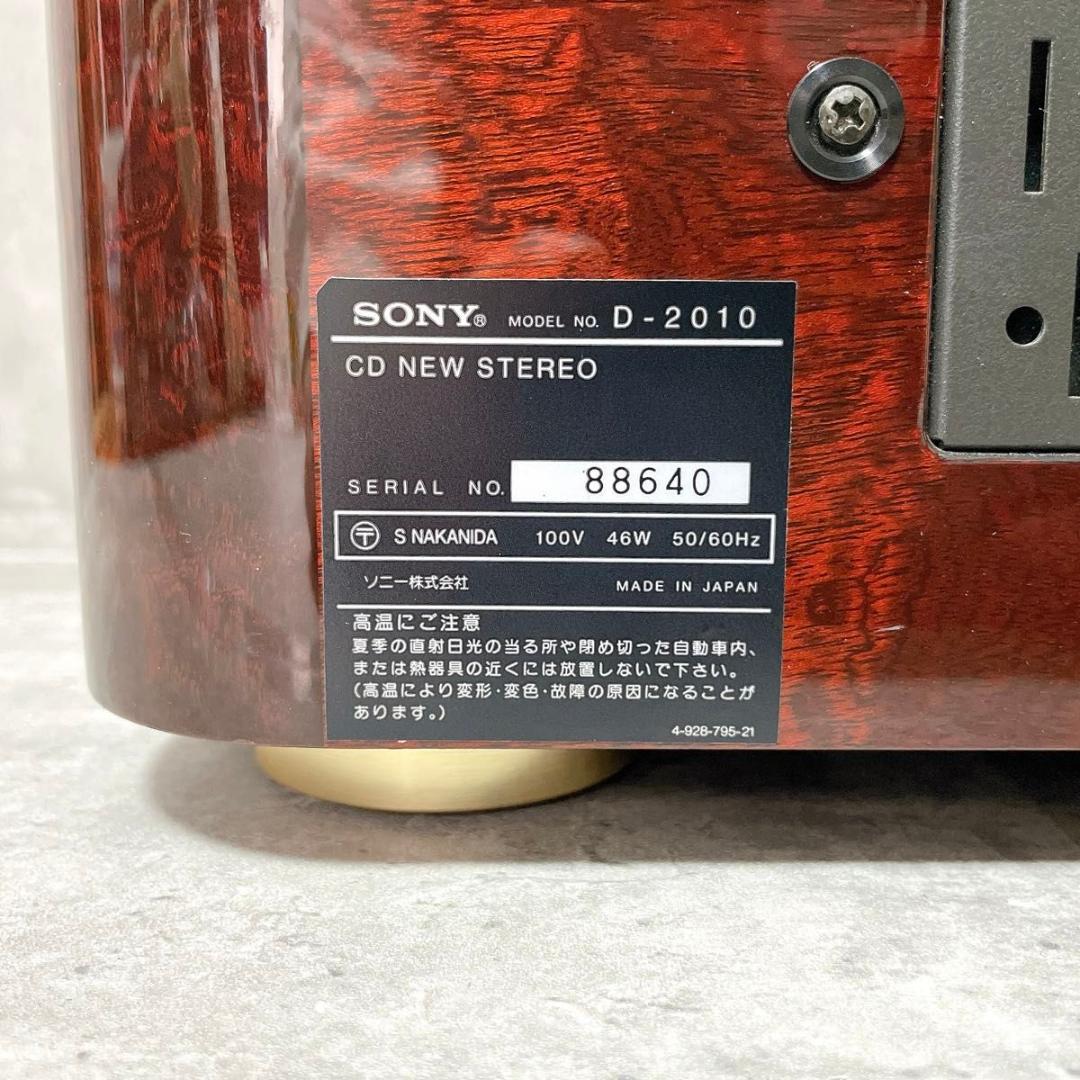 SONY® MODEL NO. D-2010
CD NEW STEREO
SERIAL NO. 88640
〶 S NAKANIDA 100V 46W 50/60Hz
ソニー株式会社 MADE IN JAPAN
高温にご注意
夏季の直射日光の当る所や閉め切った自動車内、
または熱器具の近くには放置しないで下さい。
(高温により変形·変色·故障の原因になることが
あります。)
4-928-795-21